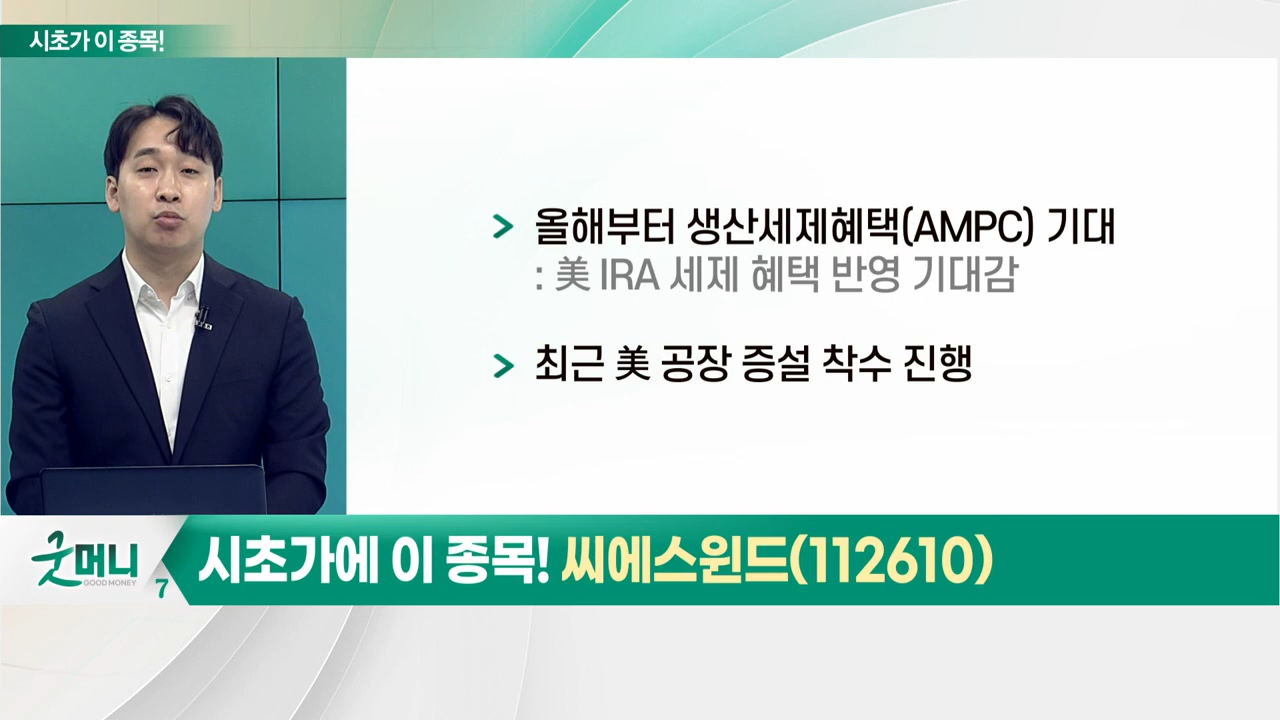 시초가 이 종목!
> 올해부터 생산세제혜택(AMPC) 기대
: 美 IRA 세제 혜택 반영 기대감
> 최근 美 공장 증설 착수 진행
굿머니
GOOD MONEY
7
시초가에 이 종목! 씨에스윈드(112610)